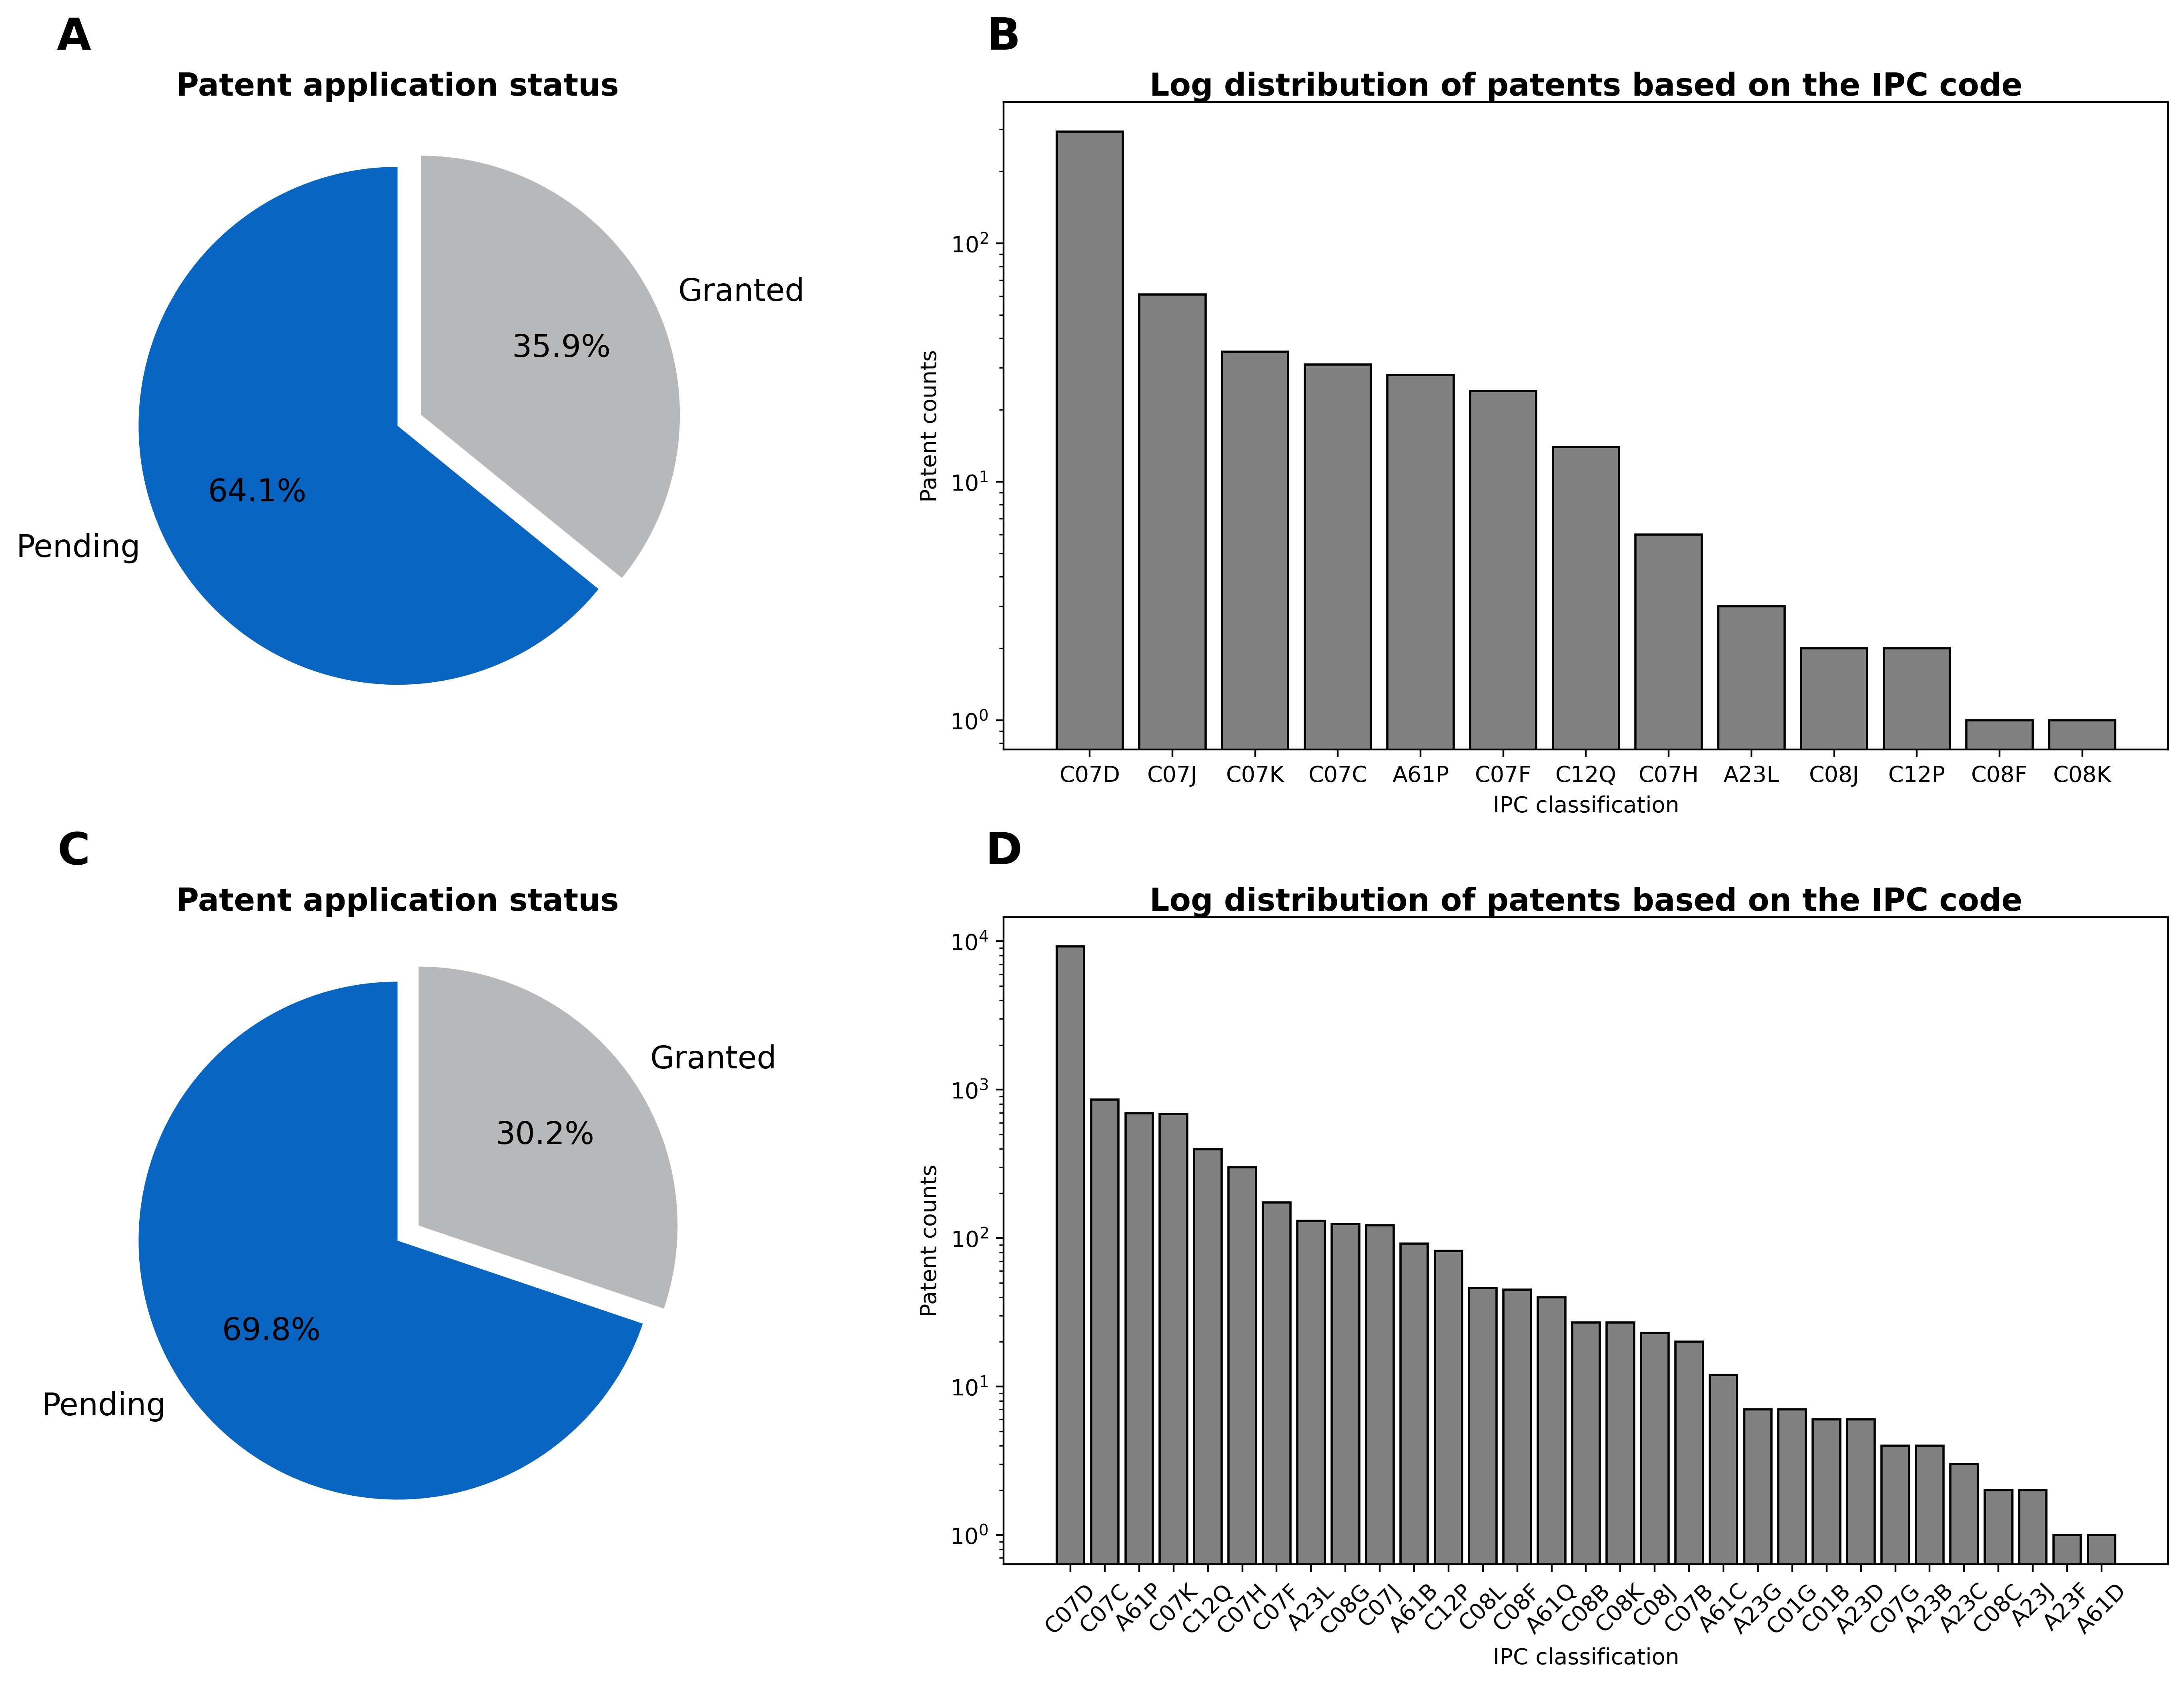 A
Patent application status
Granted
35.9%
64.1%
Pending
B
Log distribution of patents based on the IPC code
Patent counts
10²
10¹
10⁰
C07D C07J C07K C07C A61P C07F C12Q C07H A23L C08J C12P C08F C08K
IPC classification
C
Patent application status
Granted
30.2%
69.8%
Pending
D
Log distribution of patents based on the IPC code
Patent counts
10⁴
10³
10²
10¹
10⁰
C07D C07C A61P C07K C12Q C07H C07F A23L C08G C07J A61B C12P C08L C08F A61Q C08B C08K C08J C07B A61C A23G C01G C01B A23D C07G A23B A23C C08C A23J A23F A61D
IPC classification